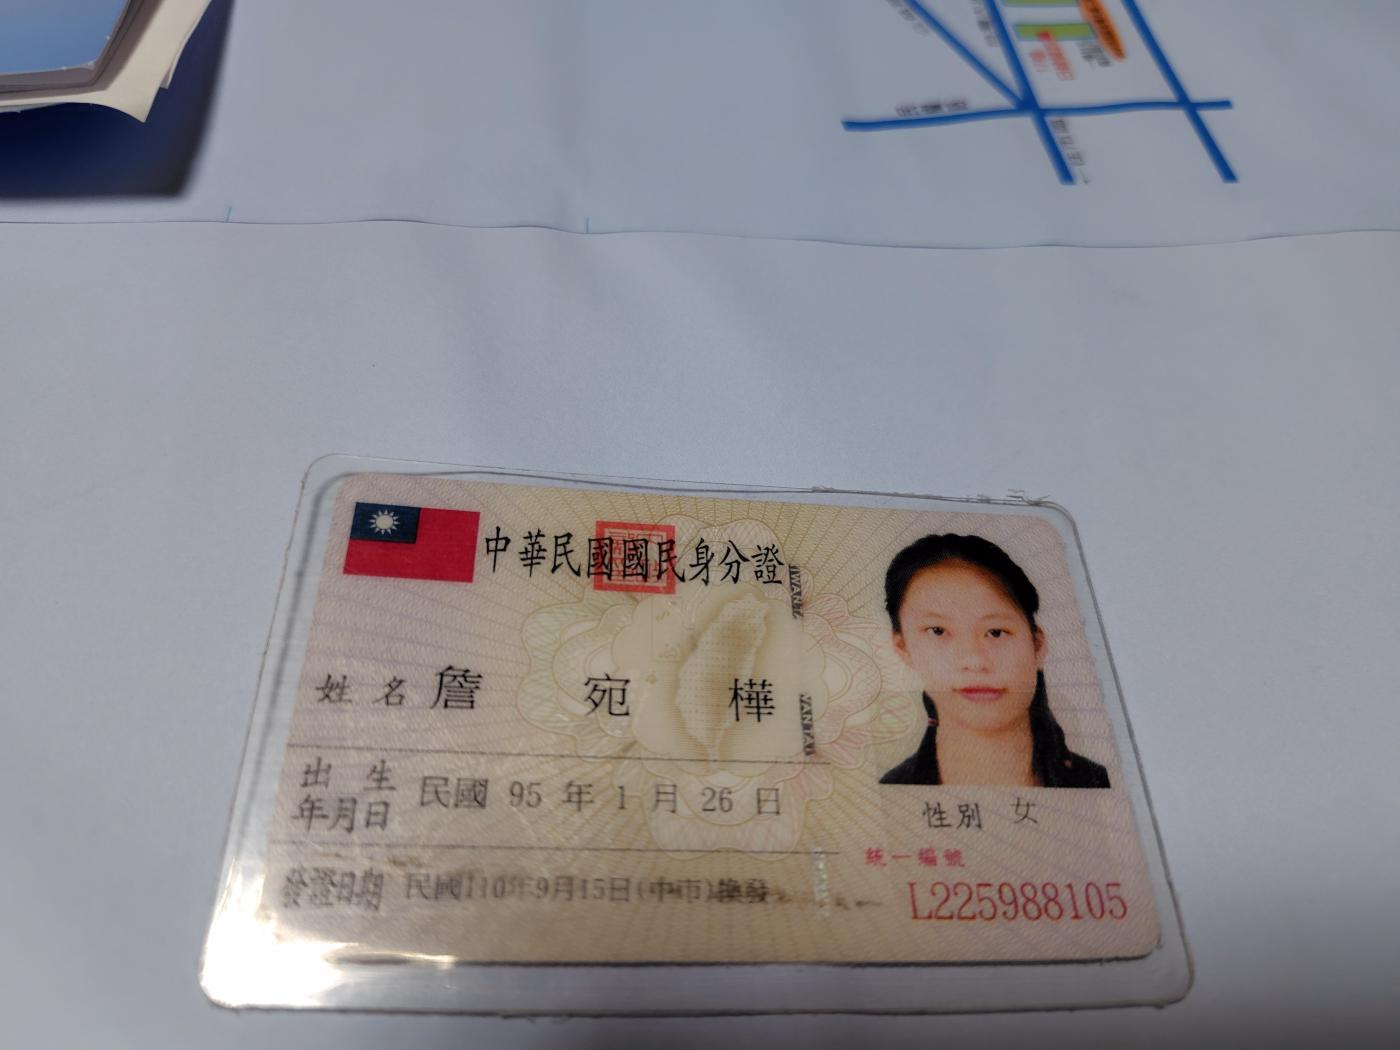 中華民國國民身分證
姓名 詹宛樺
出生年月日 民國 95 年 1 月 26 日
性別 女
統一編號
發證日期 民國110年9月15日(中市)換發
L225988105